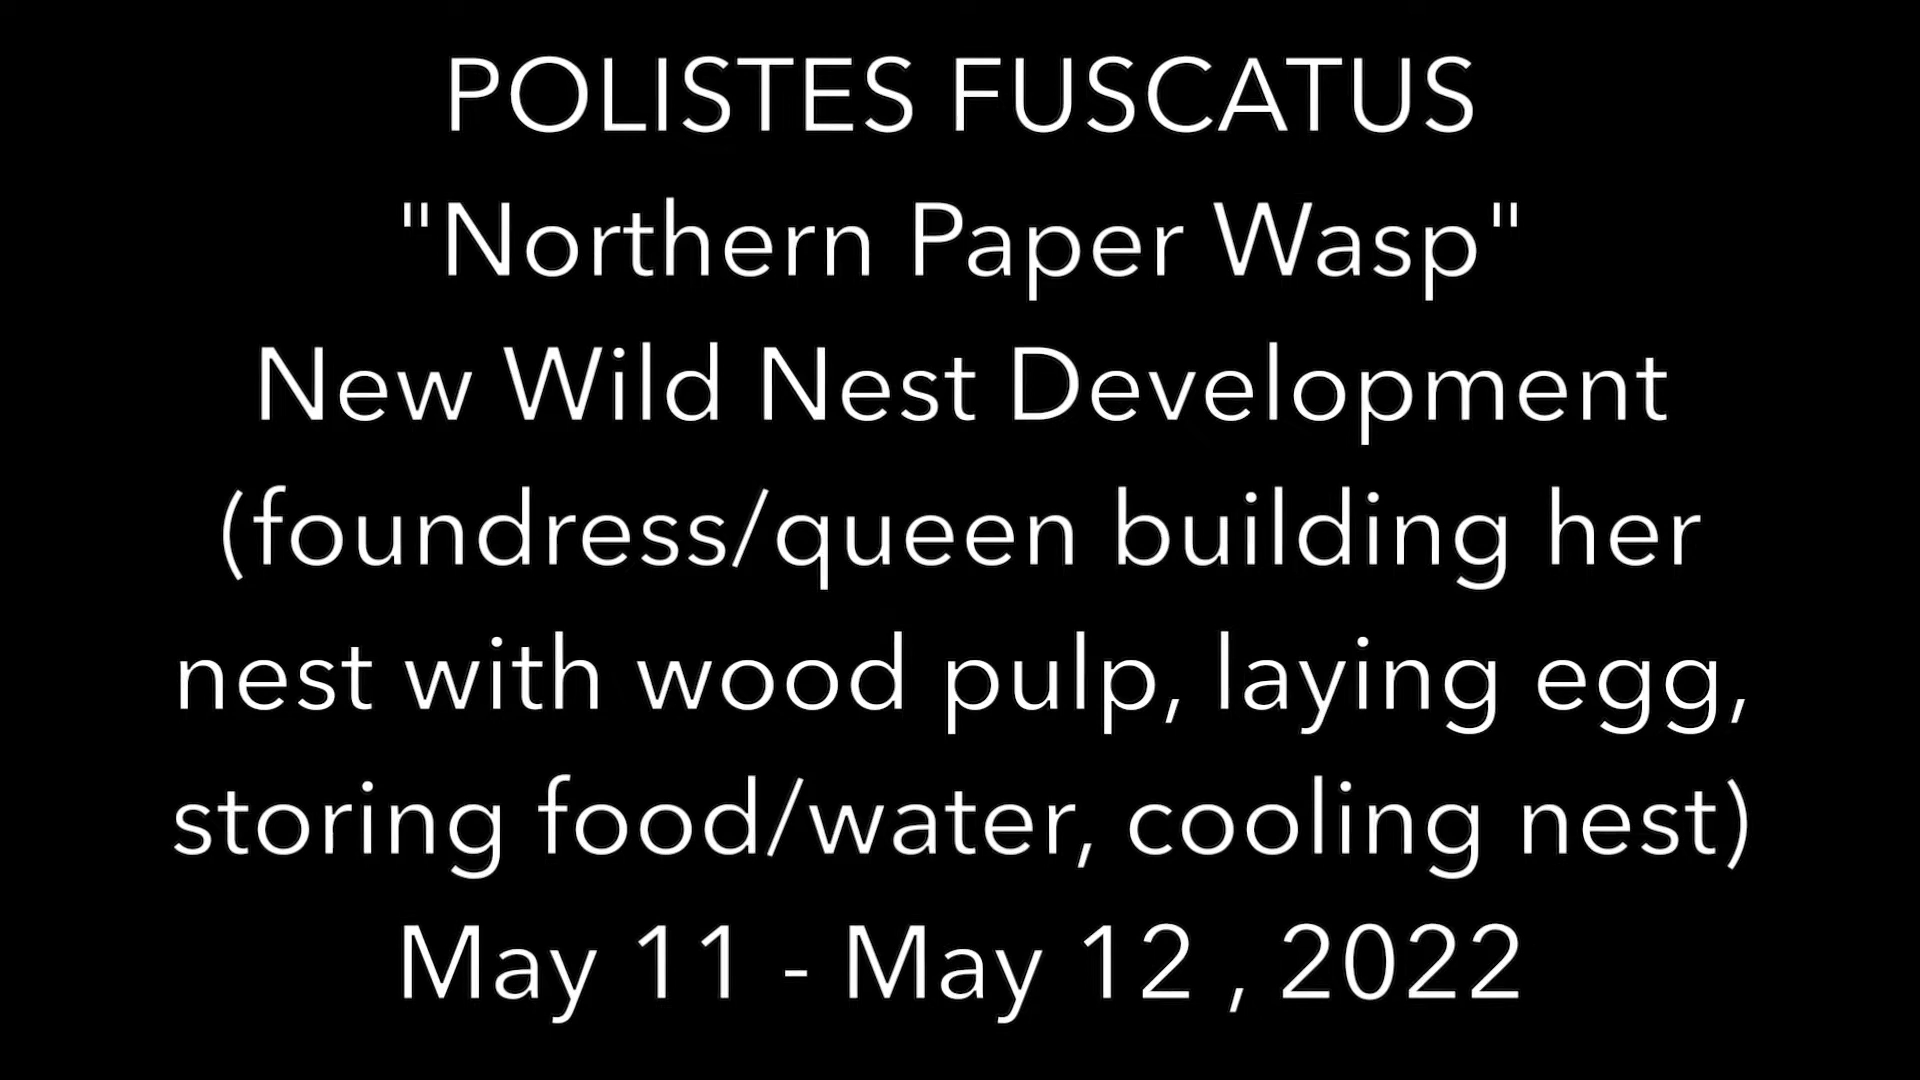 POLISTES FUSCATUS
"Northern Paper Wasp"
New Wild Nest Development
(foundress/queen building her
nest with wood pulp, laying egg,
storing food/water, cooling nest)
May 11 - May 12 , 2022